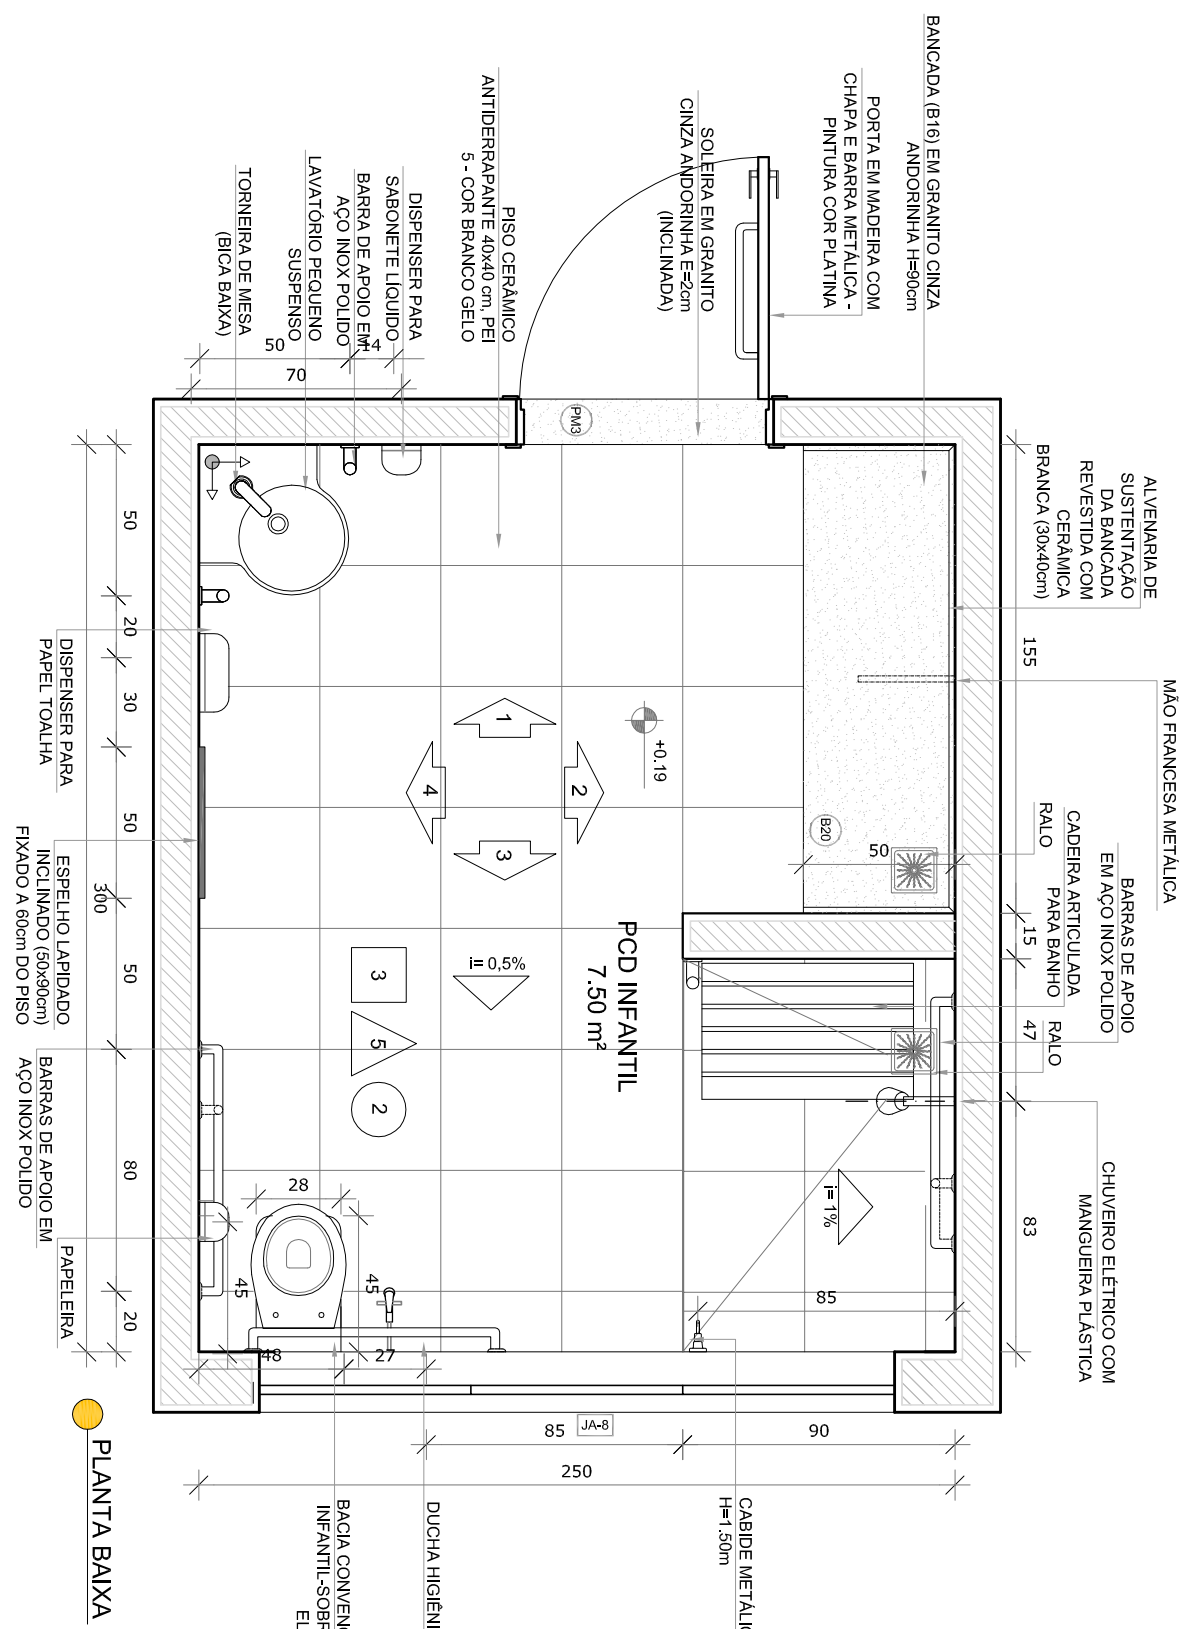 BANCADA (B16) EM GRANITO CINZA
ANDORINHA H=90cm
PORTA EM MADEIRA COM
CHAPA E BARRA METÁLICA -
PINTURA COR PLATINA
SOLEIRA EM GRANITO
CINZA ANDORINHA E=2cm
(INCLINADA)
PISO CERÂMICO
ANTIDERRAPANTE 40x40 cm, PEI
5 - COR BRANCO GELO
DISPENSER PARA
SABONETE LÍQUIDO
BARRA DE APOIO EM
AÇO INOX POLIDO
LAVATÓRIO PEQUENO
SUSPENSO
TORNEIRA DE MESA
(BICA BAIXA)
50
14
70
PM3
ALVENARIA DE
SUSTENTAÇÃO
DA BANCADA
REVESTIDA COM
CERÂMICA
BRANCA (30x40cm)
155
MÃO FRANCESA METÁLICA
RALO
CADEIRA ARTICULADA
PARA BANHO
BARRAS DE APOIO
EM AÇO INOX POLIDO
15
47
RALO
CHUVEIRO ELÉTRICO COM
MANGUEIRA PLÁSTICA
83
50
20
30
50
300
50
80
20
DISPENSER PARA
PAPEL TOALHA
ESPELHO LAPIDADO
INCLINADO (50x90cm)
FIXADO A 60cm DO PISO
BARRAS DE APOIO EM
AÇO INOX POLIDO
PAPELEIRA
+0.19
1
2
3
4
B20
50
PCD INFANTIL
7.50 m²
i= 0,5%
3
5
2
i= 1%
28
45
45
85
48
27
JA-8
85
90
250
CABIDE METÁLIC
H=1.50m
DUCHA HIGIÊNI
BACIA CONVENC
INFANTIL-SOBR
EL
PLANTA BAIXA